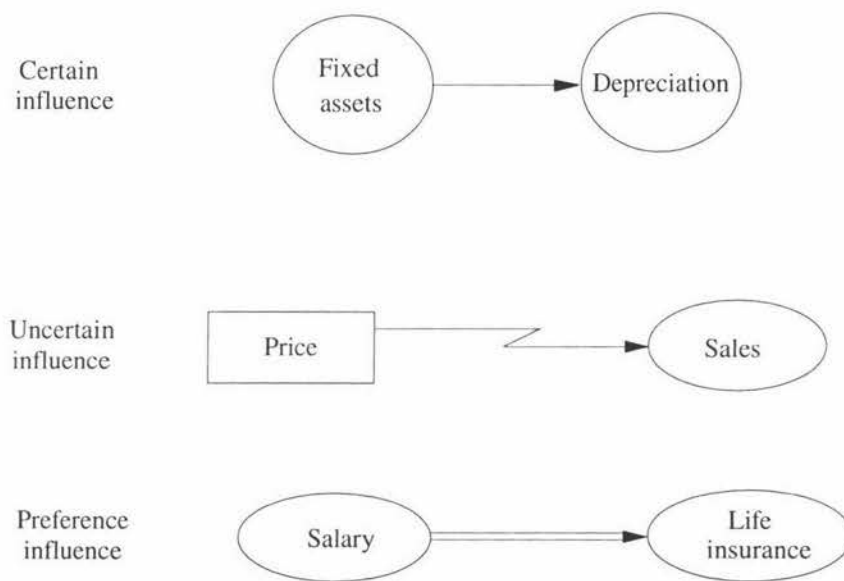 Certain
influence
Fixed
assets
Depreciation
Uncertain
influence
Price
Sales
Preference
influence
Salary
Life
insurance